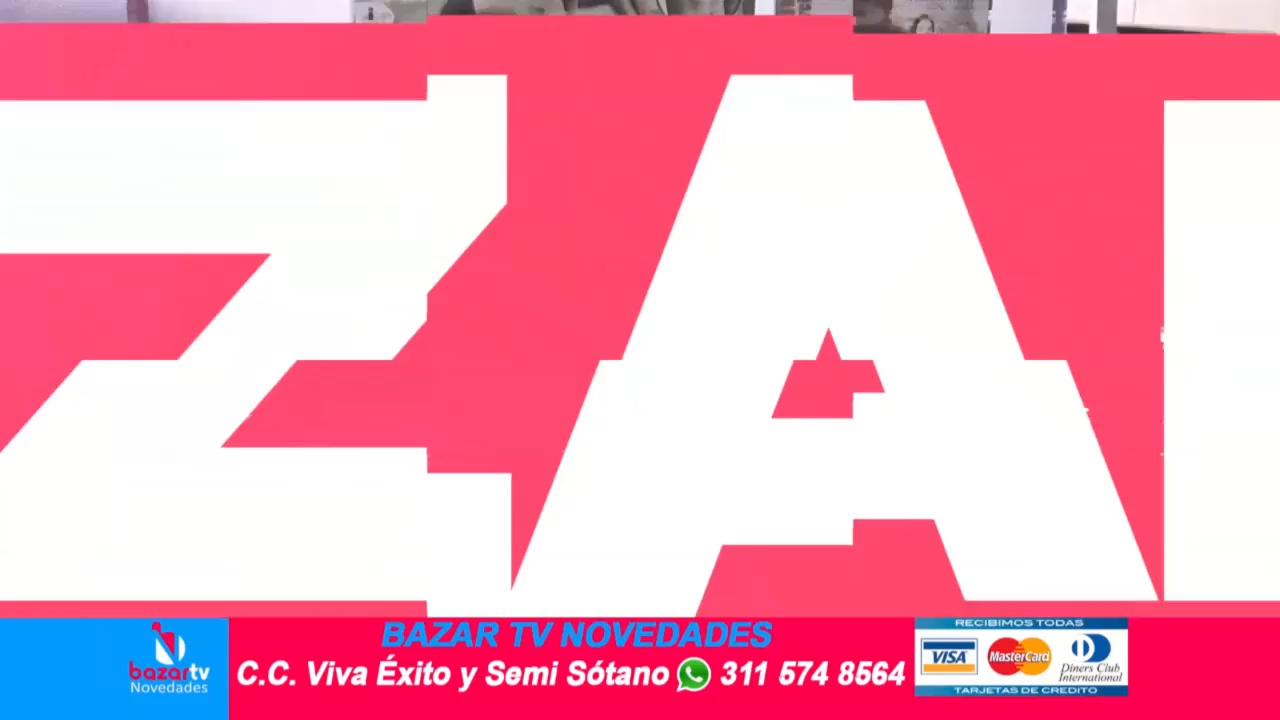 ZA
BAZAR TV NOVEDADES
C.C. Viva Éxito y Semi Sótano 311 574 8564
bazartv
Novedades
RECIBIMOS TODAS
VISA
MasterCard
Diners Club
International
TARJETAS DE CREDITO